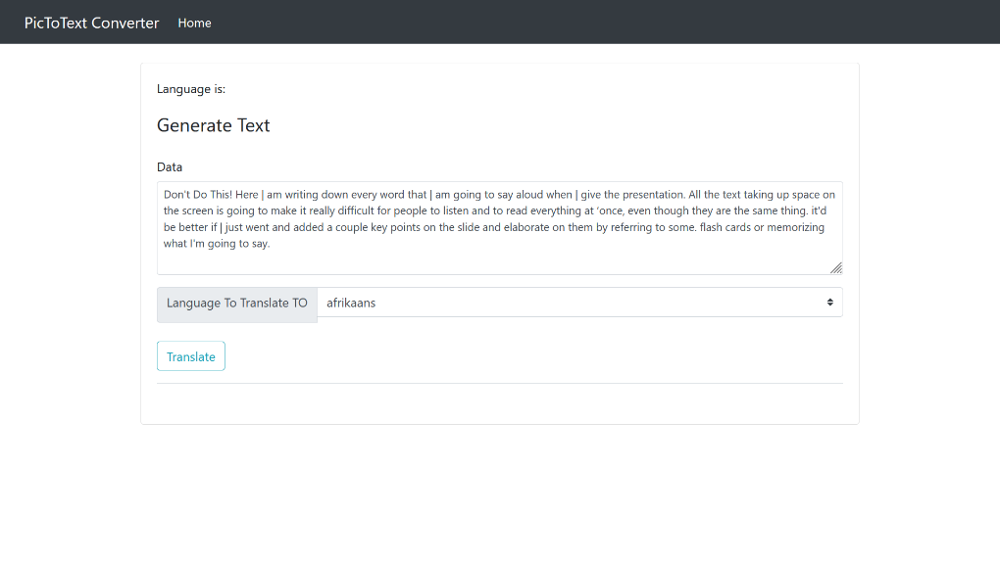 PicToText Converter Home
Language is:
Generate Text
Data
Don't Do This! Here | am writing down every word that | am going to say aloud when | give the presentation. All the text taking up space on
the screen is going to make it really difficult for people to listen and to read everything at ‘once, even though they are the same thing. it'd
be better if | just went and added a couple key points on the slide and elaborate on them by referring to some. flash cards or memorizing
what I'm going to say.
Language To Translate TO afrikaans
Translate